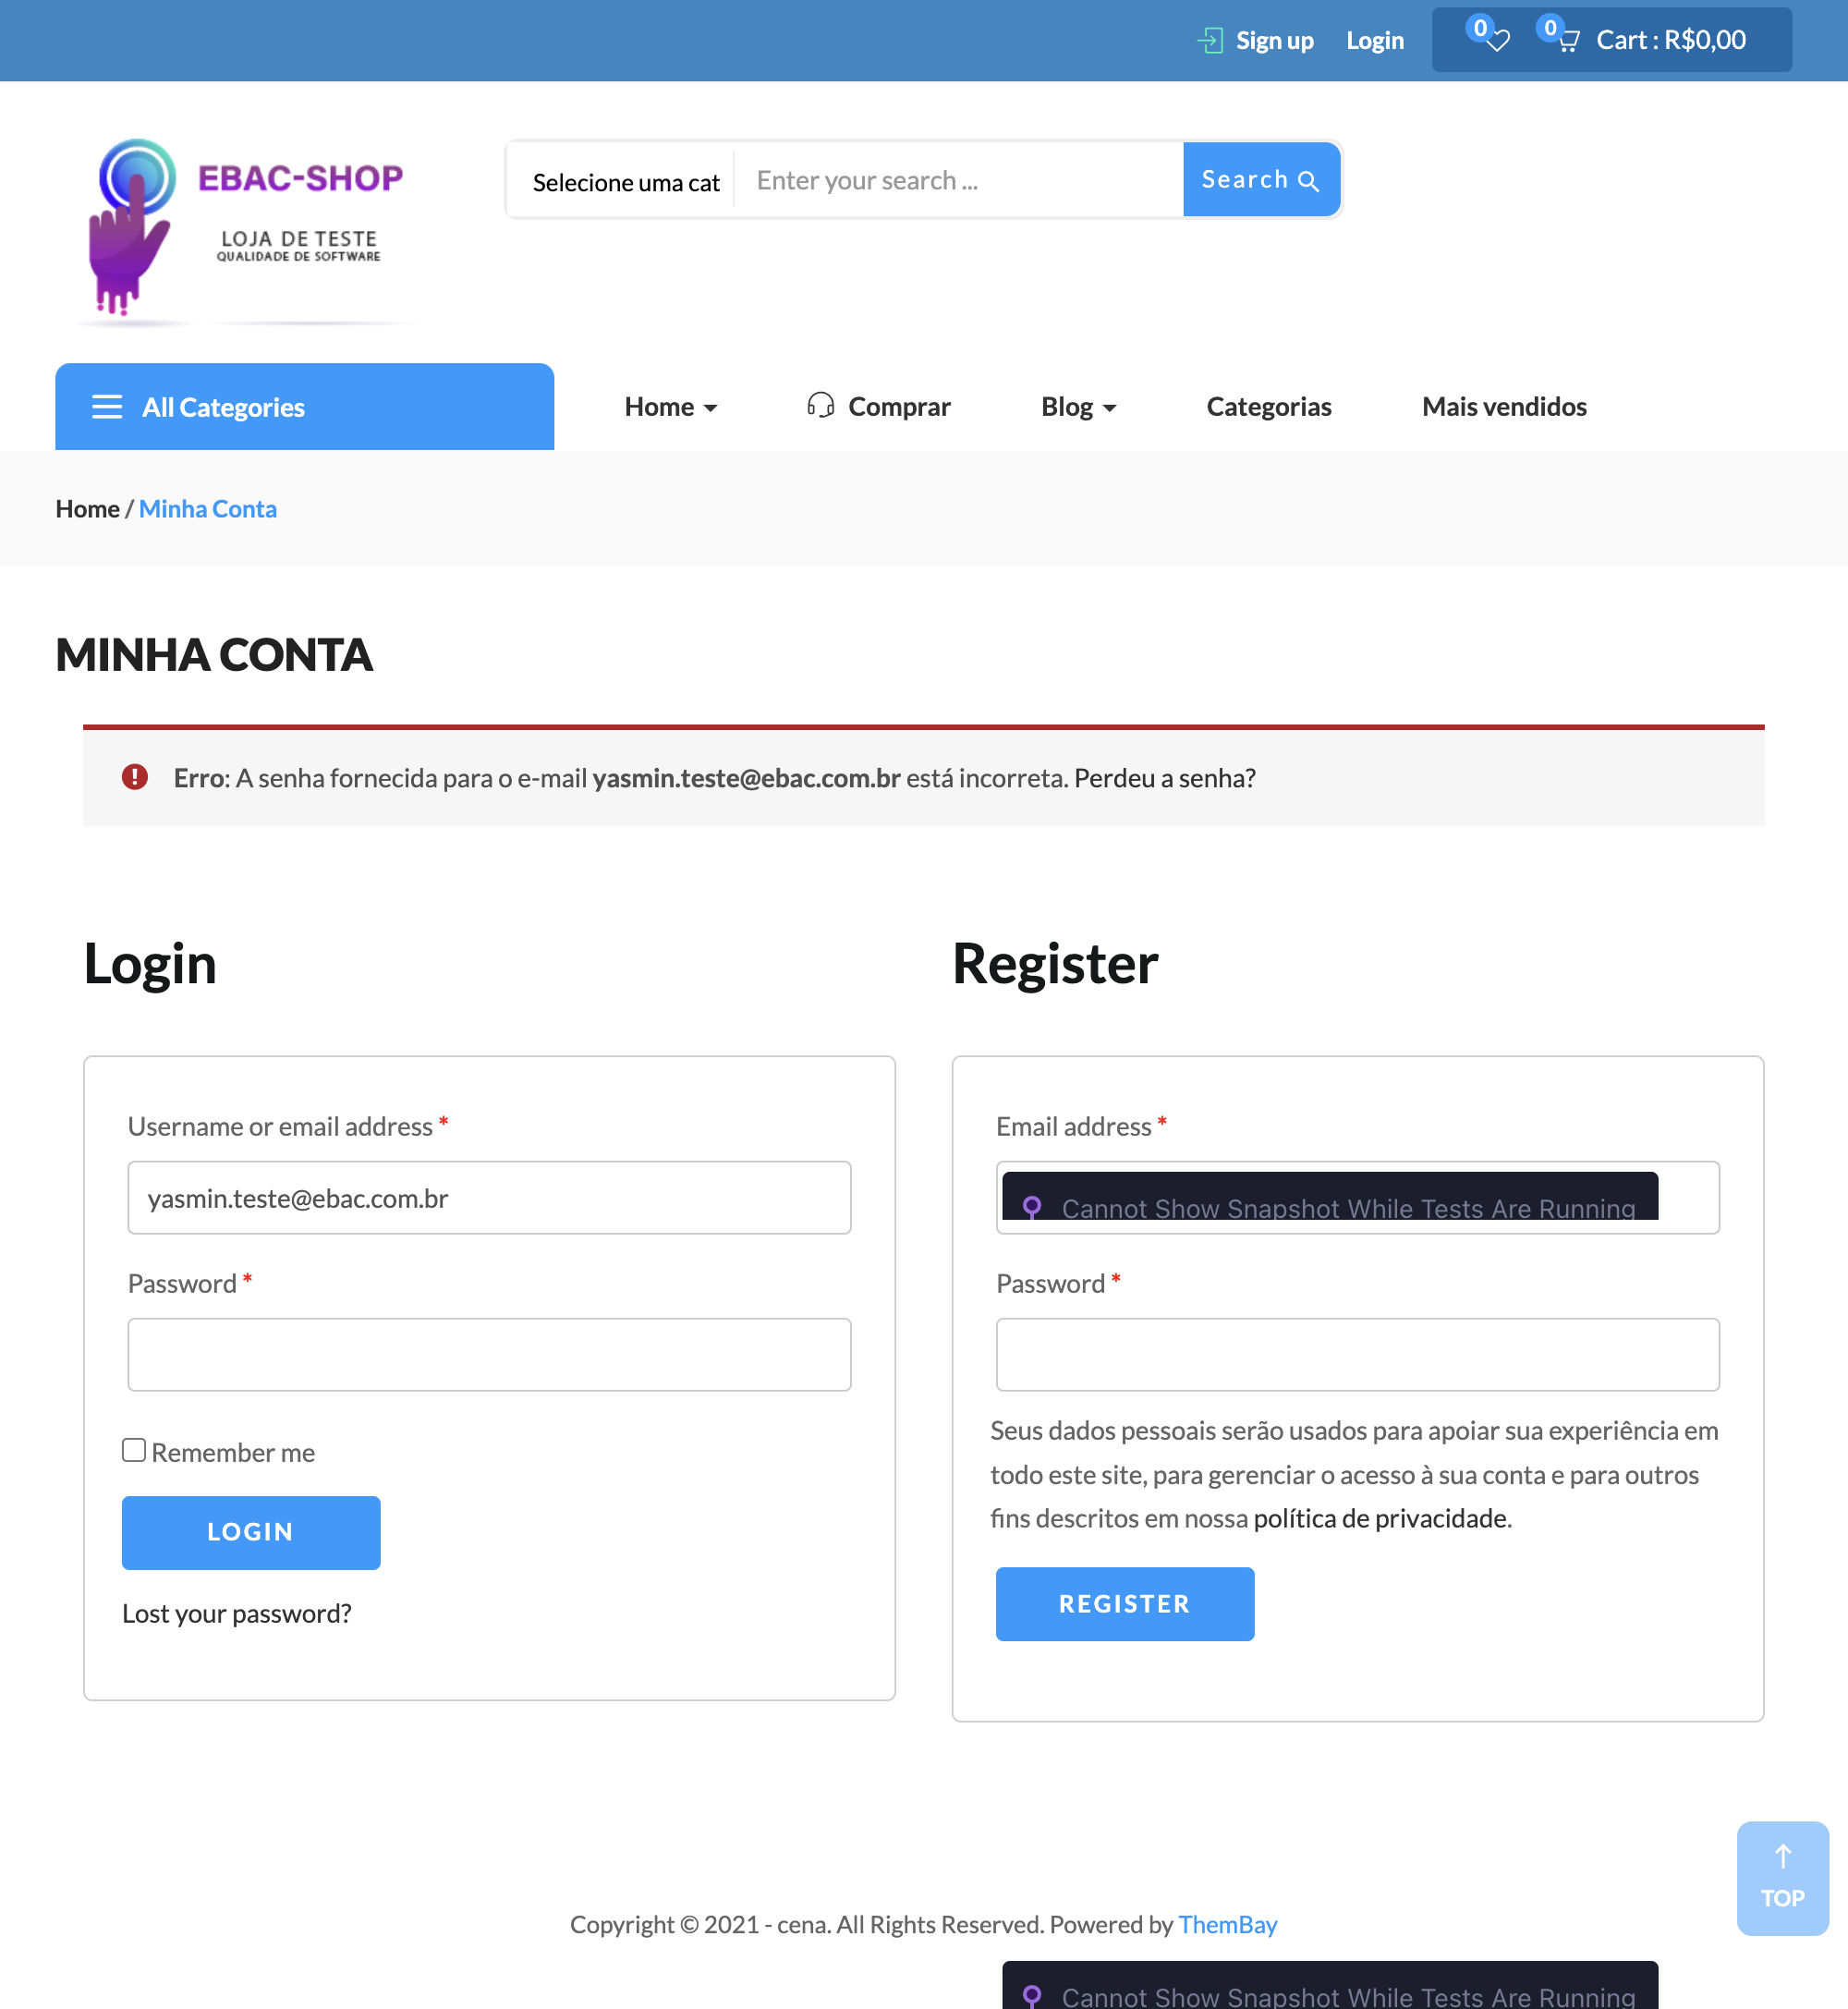 Sign up Login 0 0 Cart : R$0,00
EBAC-SHOP
LOJA DE TESTE
QUALIDADE DE SOFTWARE
Selecione uma cat Enter your search ... Search
All Categories Home Comprar Blog Categorias Mais vendidos
Home / Minha Conta
MINHA CONTA
Erro: A senha fornecida para o e-mail yasmin.teste@ebac.com.br está incorreta. Perdeu a senha?
Login
Username or email address *
yasmin.teste@ebac.com.br
Password *
Remember me
LOGIN
Lost your password?
Register
Email address *
Cannot Show Snapshot While Tests Are Running
Password *
Seus dados pessoais serão usados para apoiar sua experiência em
todo este site, para gerenciar o acesso à sua conta e para outros
fins descritos em nossa política de privacidade.
REGISTER
TOP
Copyright © 2021 - cena. All Rights Reserved. Powered by ThemBay
Cannot Show Snapshot While Tests Are Running